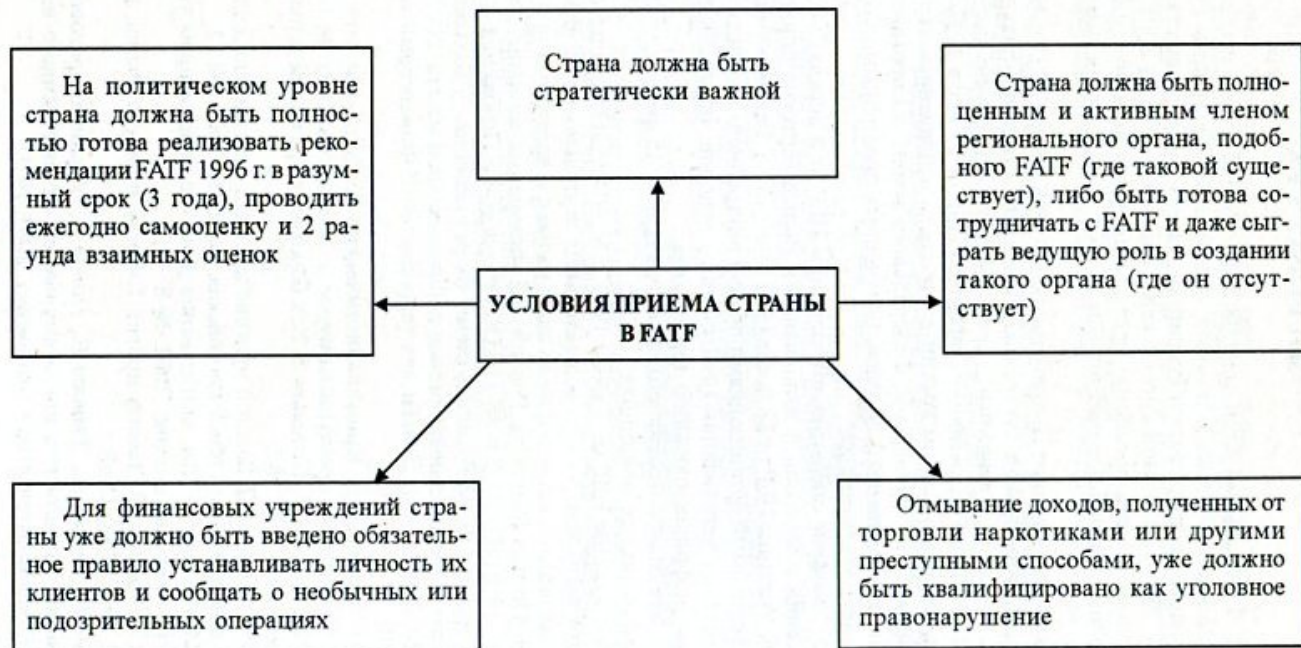 Страна должна быть
стратегически важной
На политическом уровне
страна должна быть полнос-
тью готова реализовать реко-
мендации FATF 1996 г. в разум-
ный срок (3 года), проводить
ежегодно самооценку и 2 ра-
унда взаимных оценок
Страна должна быть полно-
ценным и активным членом
регионального органа, подоб-
ного FATF (где таковой суще-
ствует), либо быть готова со-
трудничать с FATF и даже сыг-
рать ведущую роль в создании
такого органа (где он отсут-
ствует)
УСЛОВИЯ ПРИЕМА СТРАНЫ
В FATF
Для финансовых учреждений стра-
ны уже должно быть введено обязатель-
ное правило устанавливать личность их
клиентов и сообщать о необычных или
подозрительных операциях
Отмывание доходов, полученных от
торговли наркотиками или другими
преступными способами, уже должно
быть квалифицировано как уголовное
правонарушение